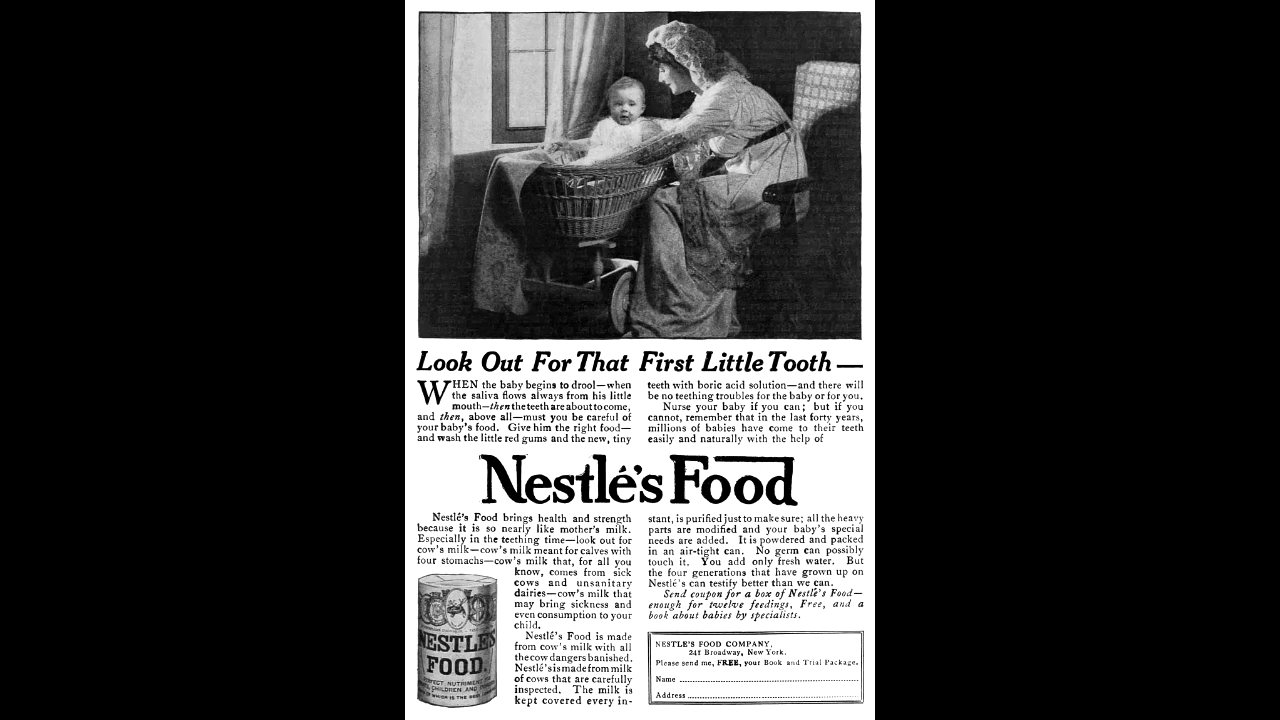 Look Out For That First Little Tooth—
WHEN the baby begins to drool—when
the saliva flows always from his little
mouth—then the teeth are about to come,
and then, above all—must you be careful of
your baby's food. Give him the right food—
and wash the little red gums and the new, tiny
teeth with boric acid solution—and there will
be no teething troubles for the baby or for you.
Nurse your baby if you can; but if you
cannot, remember that in the last forty years,
millions of babies have come to their teeth
easily and naturally with the help of
Nestlé's Food
Nestlé's Food brings health and strength
because it is so nearly like mother's milk.
Especially in the teething time—look out for
cow's milk—cow's milk meant for calves with
four stomachs—cow's milk that, for all you
know, comes from sick
cows and unsanitary
dairies—cow's milk that
may bring sickness and
even consumption to your
child.
Nestlé's Food is made
from cow's milk with all
the cow dangers banished.
Nestlé's is made from milk
of cows that are carefully
inspected. The milk is
kept covered every in-
NESTLÉ'S
FOOD.
PERFECT NUTRIMENT
CHILDREN AND
stant, is purified just to make sure; all the heavy
parts are modified and your baby's special
needs are added. It is powdered and packed
in an air-tight can. No germ can possibly
touch it. You add only fresh water. But
the four generations that have grown up on
Nestlé's can testify better than we can.
Send coupon for a box of Nestlé's Food—
enough for twelve feedings, Free, and a
book about babies by specialists.
NESTLÉ'S FOOD COMPANY,
241 Broadway, New York.
Please send me, FREE, your Book and Trial Package.
Name
Address